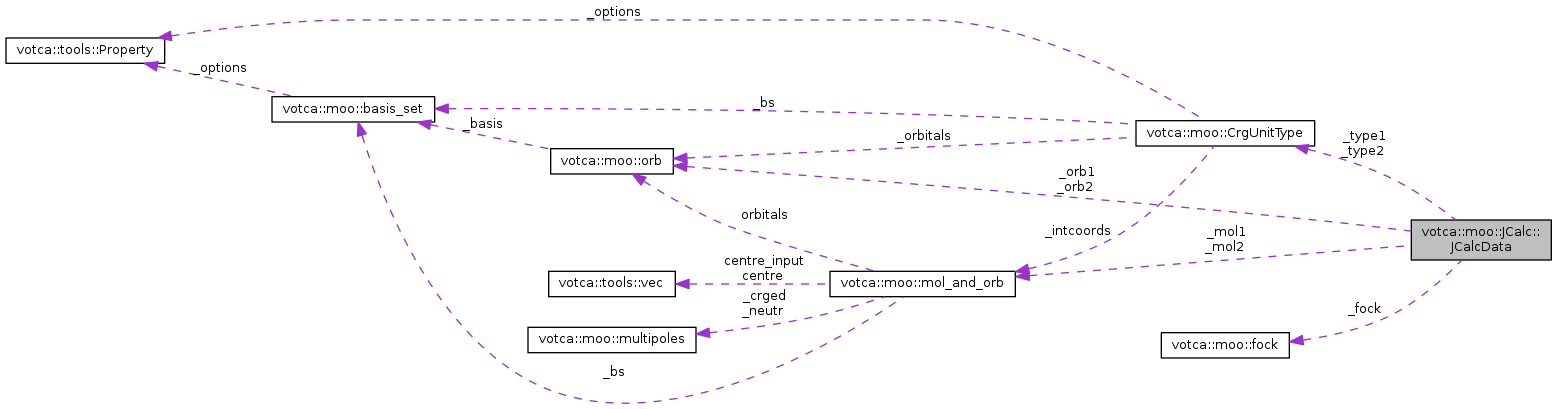 _options
votca::tools::Property
_options
votca::moo::basis_set
_bs
_basis
votca::moo::CrgUnitType
_orbitals
_type1
_type2
votca::moo::orb
_orb1
_orb2
orbitals
_intcoords
_mol1
_mol2
votca::moo::JCalc::
JCalcData
centre_input
centre
votca::tools::vec
votca::moo::mol_and_orb
_crged
_neutr
_fock
votca::moo::multipoles
votca::moo::fock
_bs